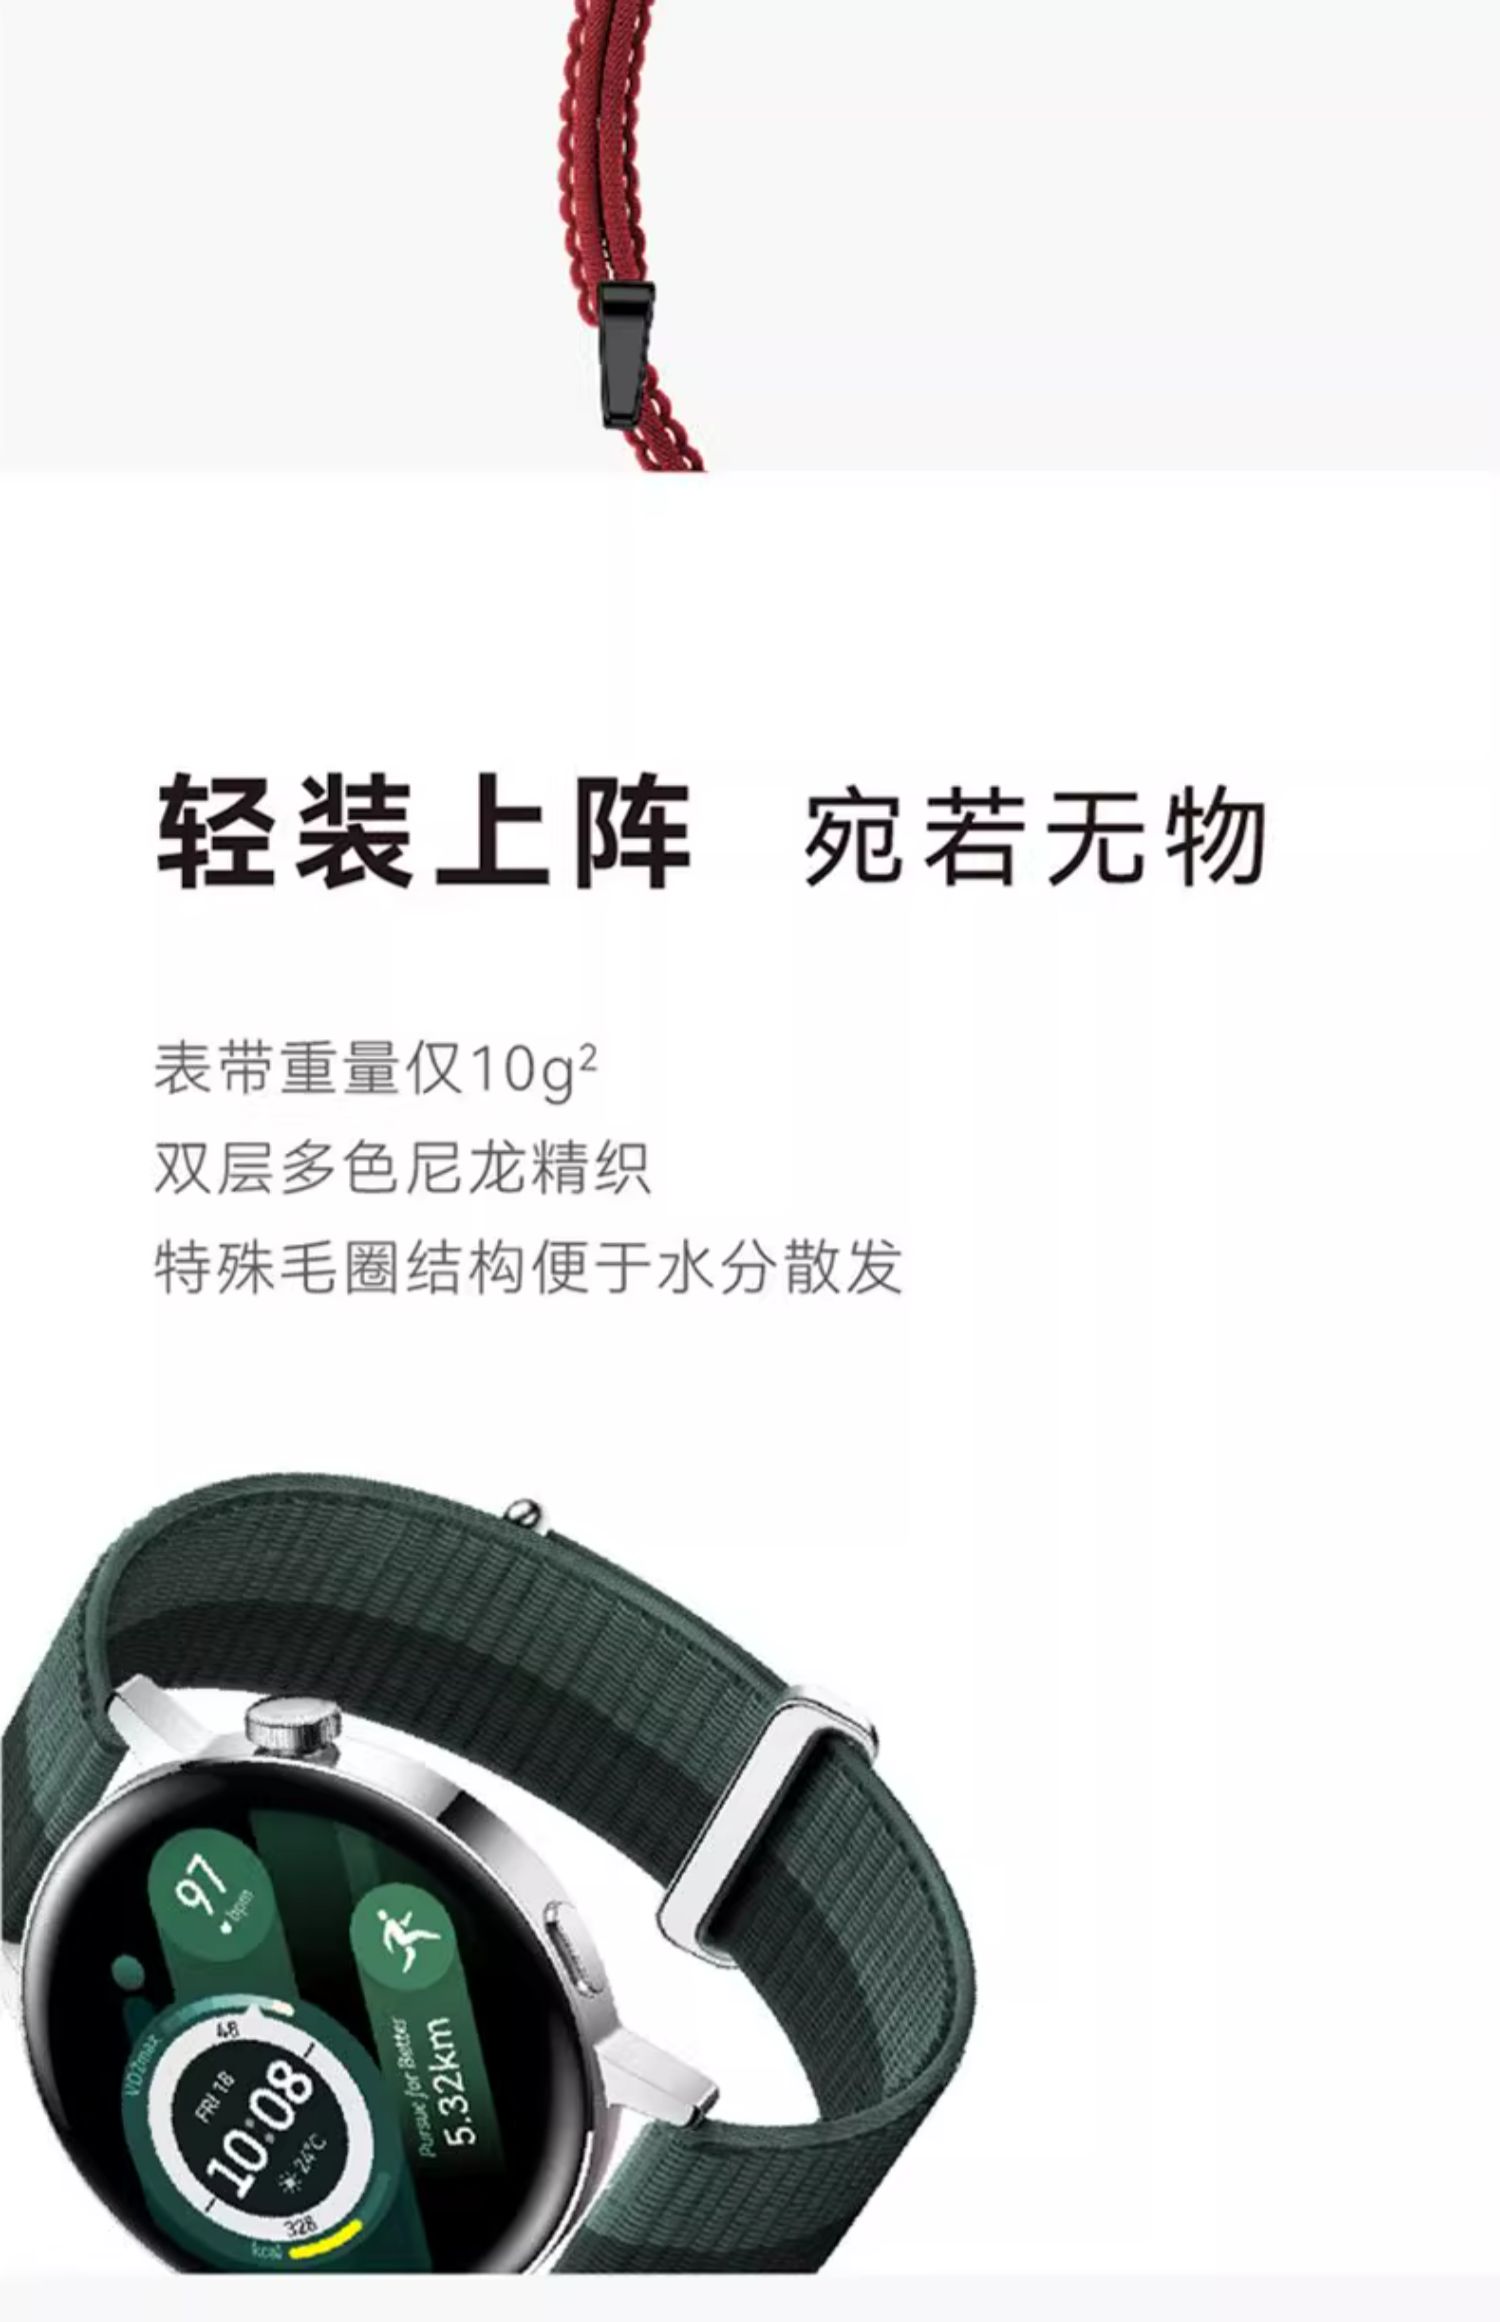 轻装上阵 宛若无物
表带重量仅10g²
双层多色尼龙精织
特殊毛圈结构便于水分散发
97
bpm
Pursue for Better
5.32km
VO2max
48
FRI 18
10:08
24°C
328
kcal